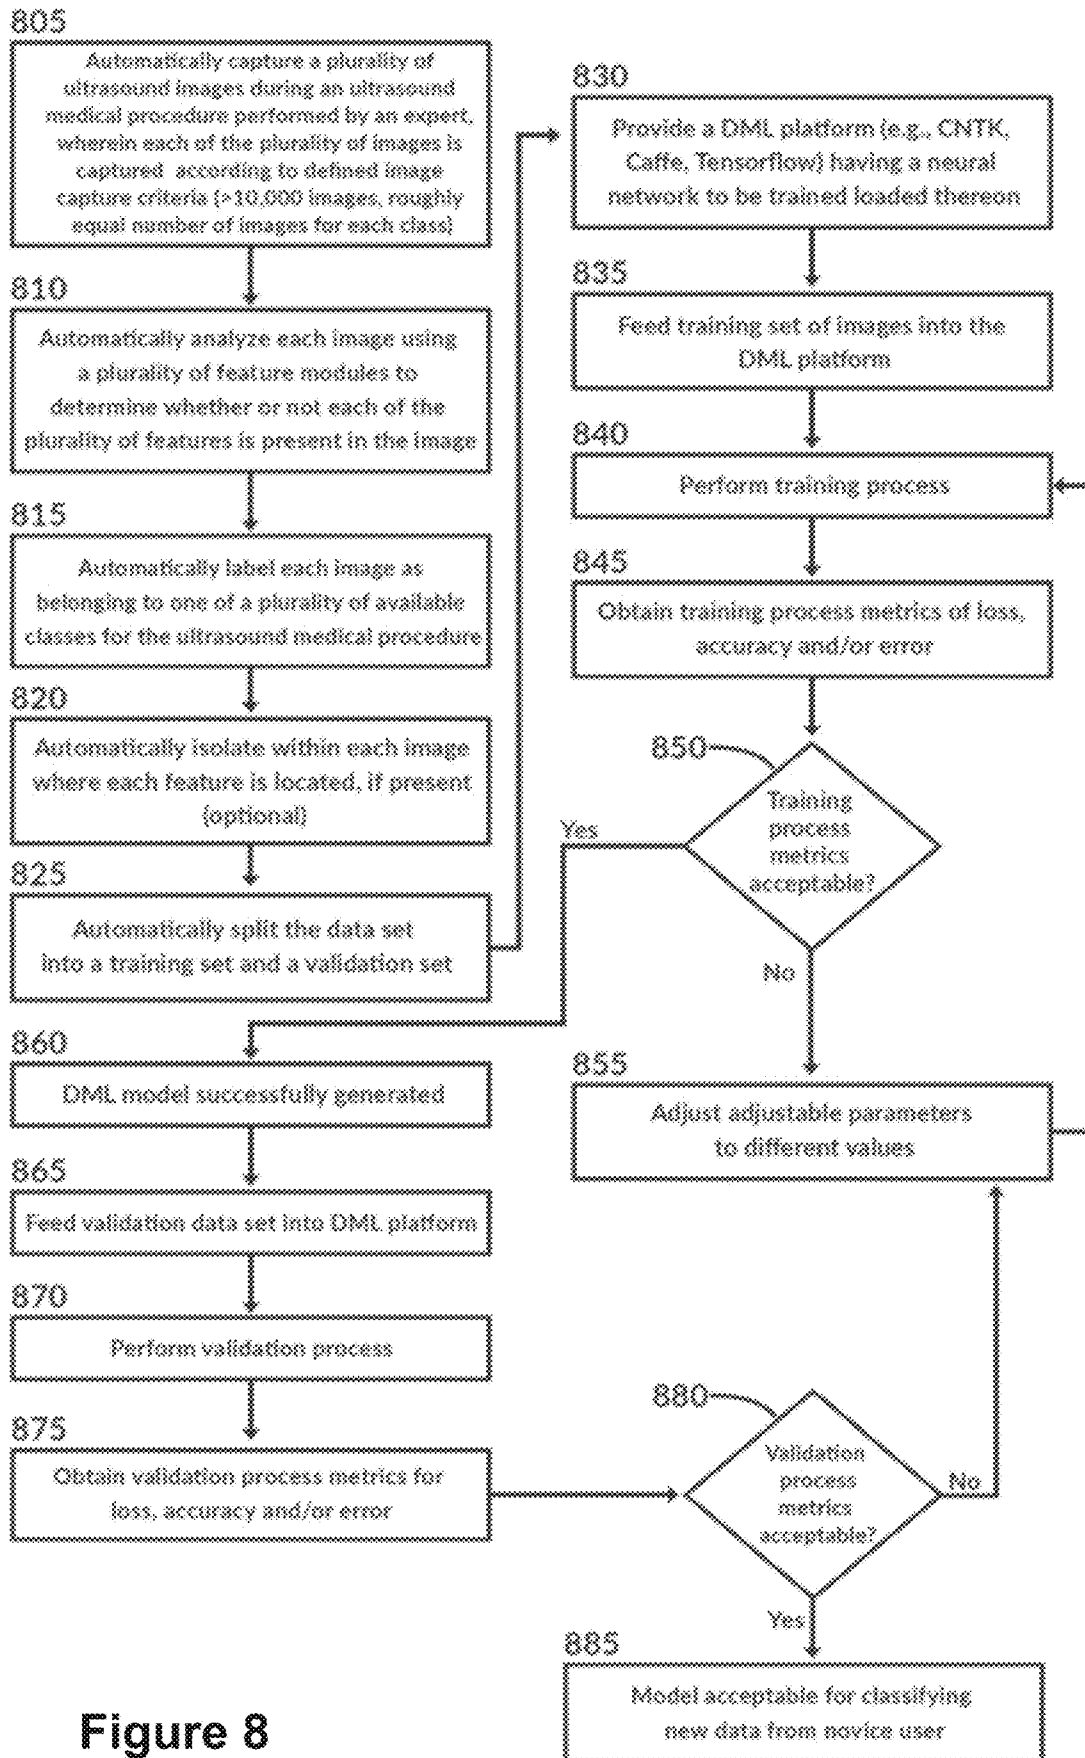 805
Automatically capture a plurality of
ultrasound images during an ultrasound
medical procedure performed by an expert,
wherein each of the plurality of images is
captured according to defined image
capture criteria (>10,000 images, roughly
equal number of images for each class)
810
Automatically analyze each image using
a plurality of feature modules to
determine whether or not each of the
plurality of features is present in the image
815
Automatically label each image as
belonging to one of a plurality of available
classes for the ultrasound medical procedure
820
Automatically isolate within each image
where each feature is located, if present
(optional)
825
Automatically split the data set
into a training set and a validation set
830
Provide a DML platform (e.g., CNTK,
Caffe, Tensorflow) having a neural
network to be trained loaded thereon
835
Feed training set of images into the
DML platform
840
Perform training process
845
Obtain training process metrics of loss,
accuracy and/or error
850
Training
process
metrics
acceptable?
Yes
No
855
Adjust adjustable parameters
to different values
860
DML model successfully generated
865
Feed validation data set into DML platform
870
Perform validation process
875
Obtain validation process metrics for
loss, accuracy and/or error
880
Validation
process
metrics
acceptable?
No
Yes
885
Model acceptable for classifying
new data from novice user
Figure 8